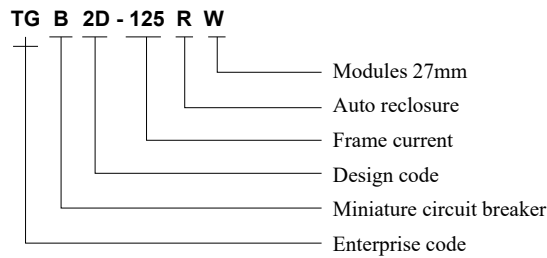 TG B 2D - 125 R W
Modules 27mm
Auto reclosure
Frame current
Design code
Miniature circuit breaker
Enterprise code